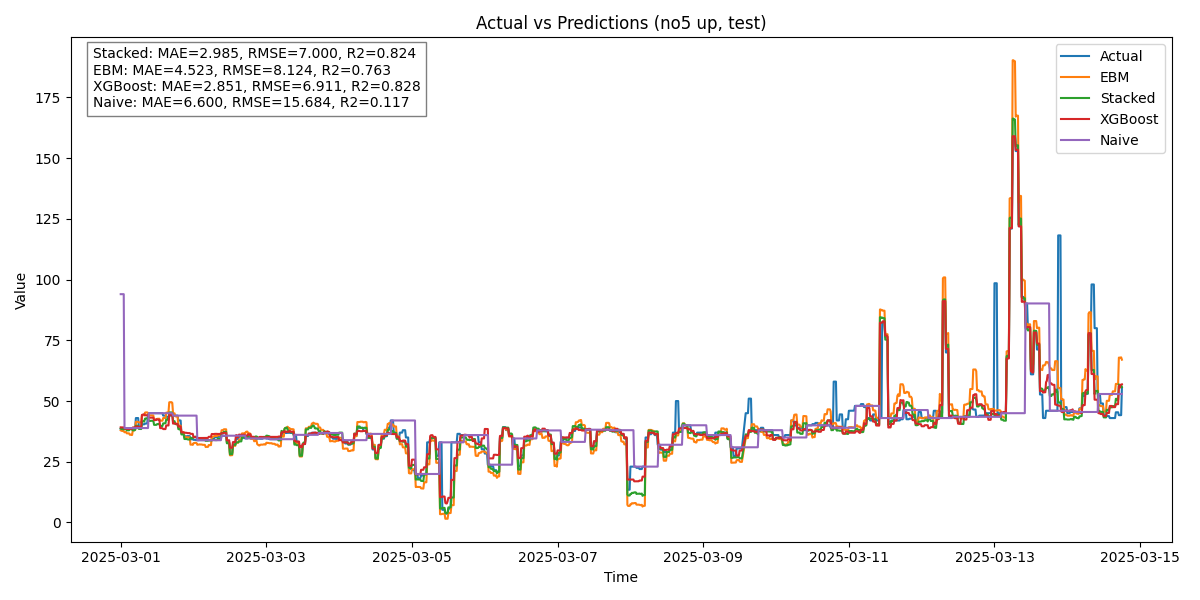 Actual vs Predictions (no5 up, test)
Stacked: MAE=2.985, RMSE=7.000, R2=0.824
EBM: MAE=4.523, RMSE=8.124, R2=0.763
XGBoost: MAE=2.851, RMSE=6.911, R2=0.828
Naive: MAE=6.600, RMSE=15.684, R2=0.117
Actual
EBM
Stacked
XGBoost
Naive
Value
175
150
125
100
75
50
25
0
2025-03-01 2025-03-03 2025-03-05 2025-03-07 2025-03-09 2025-03-11 2025-03-13 2025-03-15
Time